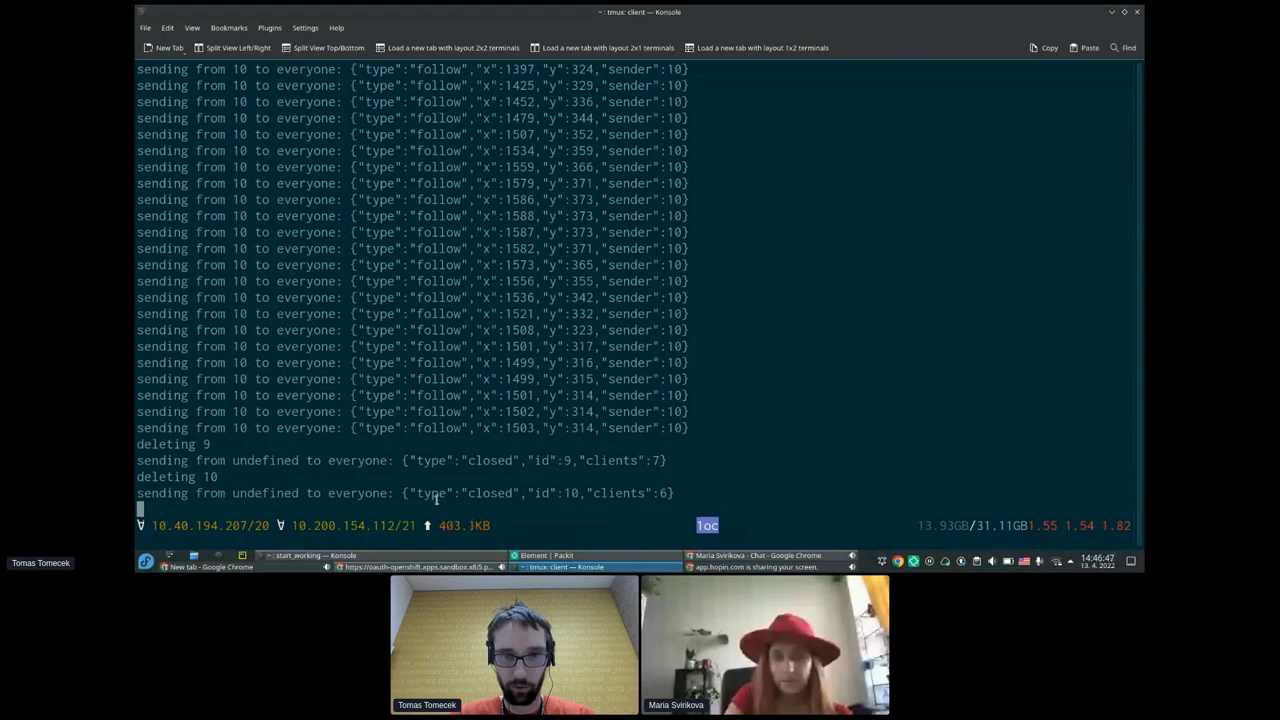 ~ : tmux: client — Konsole
File Edit View Bookmarks Plugins Settings Help
New Tab Split View Left/Right Split View Top/Bottom Load a new tab with layout 2x2 terminals Load a new tab with layout 2x1 terminals Load a new tab with layout 1x2 terminals Copy Paste Find
sending from 10 to everyone: {"type":"follow","x":1397,"y":324,"sender":10}
sending from 10 to everyone: {"type":"follow","x":1425,"y":329,"sender":10}
sending from 10 to everyone: {"type":"follow","x":1452,"y":336,"sender":10}
sending from 10 to everyone: {"type":"follow","x":1479,"y":344,"sender":10}
sending from 10 to everyone: {"type":"follow","x":1507,"y":352,"sender":10}
sending from 10 to everyone: {"type":"follow","x":1534,"y":359,"sender":10}
sending from 10 to everyone: {"type":"follow","x":1559,"y":366,"sender":10}
sending from 10 to everyone: {"type":"follow","x":1579,"y":371,"sender":10}
sending from 10 to everyone: {"type":"follow","x":1586,"y":373,"sender":10}
sending from 10 to everyone: {"type":"follow","x":1588,"y":373,"sender":10}
sending from 10 to everyone: {"type":"follow","x":1587,"y":373,"sender":10}
sending from 10 to everyone: {"type":"follow","x":1582,"y":371,"sender":10}
sending from 10 to everyone: {"type":"follow","x":1573,"y":365,"sender":10}
sending from 10 to everyone: {"type":"follow","x":1556,"y":355,"sender":10}
sending from 10 to everyone: {"type":"follow","x":1536,"y":342,"sender":10}
sending from 10 to everyone: {"type":"follow","x":1521,"y":332,"sender":10}
sending from 10 to everyone: {"type":"follow","x":1508,"y":323,"sender":10}
sending from 10 to everyone: {"type":"follow","x":1501,"y":317,"sender":10}
sending from 10 to everyone: {"type":"follow","x":1499,"y":316,"sender":10}
sending from 10 to everyone: {"type":"follow","x":1499,"y":315,"sender":10}
sending from 10 to everyone: {"type":"follow","x":1501,"y":314,"sender":10}
sending from 10 to everyone: {"type":"follow","x":1502,"y":314,"sender":10}
sending from 10 to everyone: {"type":"follow","x":1503,"y":314,"sender":10}
deleting 9
sending from undefined to everyone: {"type":"closed","id":9,"clients":7}
deleting 10
sending from undefined to everyone: {"type":"closed","id":10,"clients":6}
∀ 10.40.194.207/20 ∀ 10.200.154.112/21 ⬆ 403.3KB 1oc 13.93GB/31.11GB1.55 1.54 1.82
~ : start_working — Konsole Element | Packit Maria Svirikova - Chat - Google Chrome 14:46:47
New tab - Google Chrome https://oauth-openshift.apps.sandbox.x8i5.p... ~ : tmux: client — Konsole app.hopin.com is sharing your screen. 13. 4. 2022
Tomas Tomecek
Tomas Tomecek
Maria Svirikova